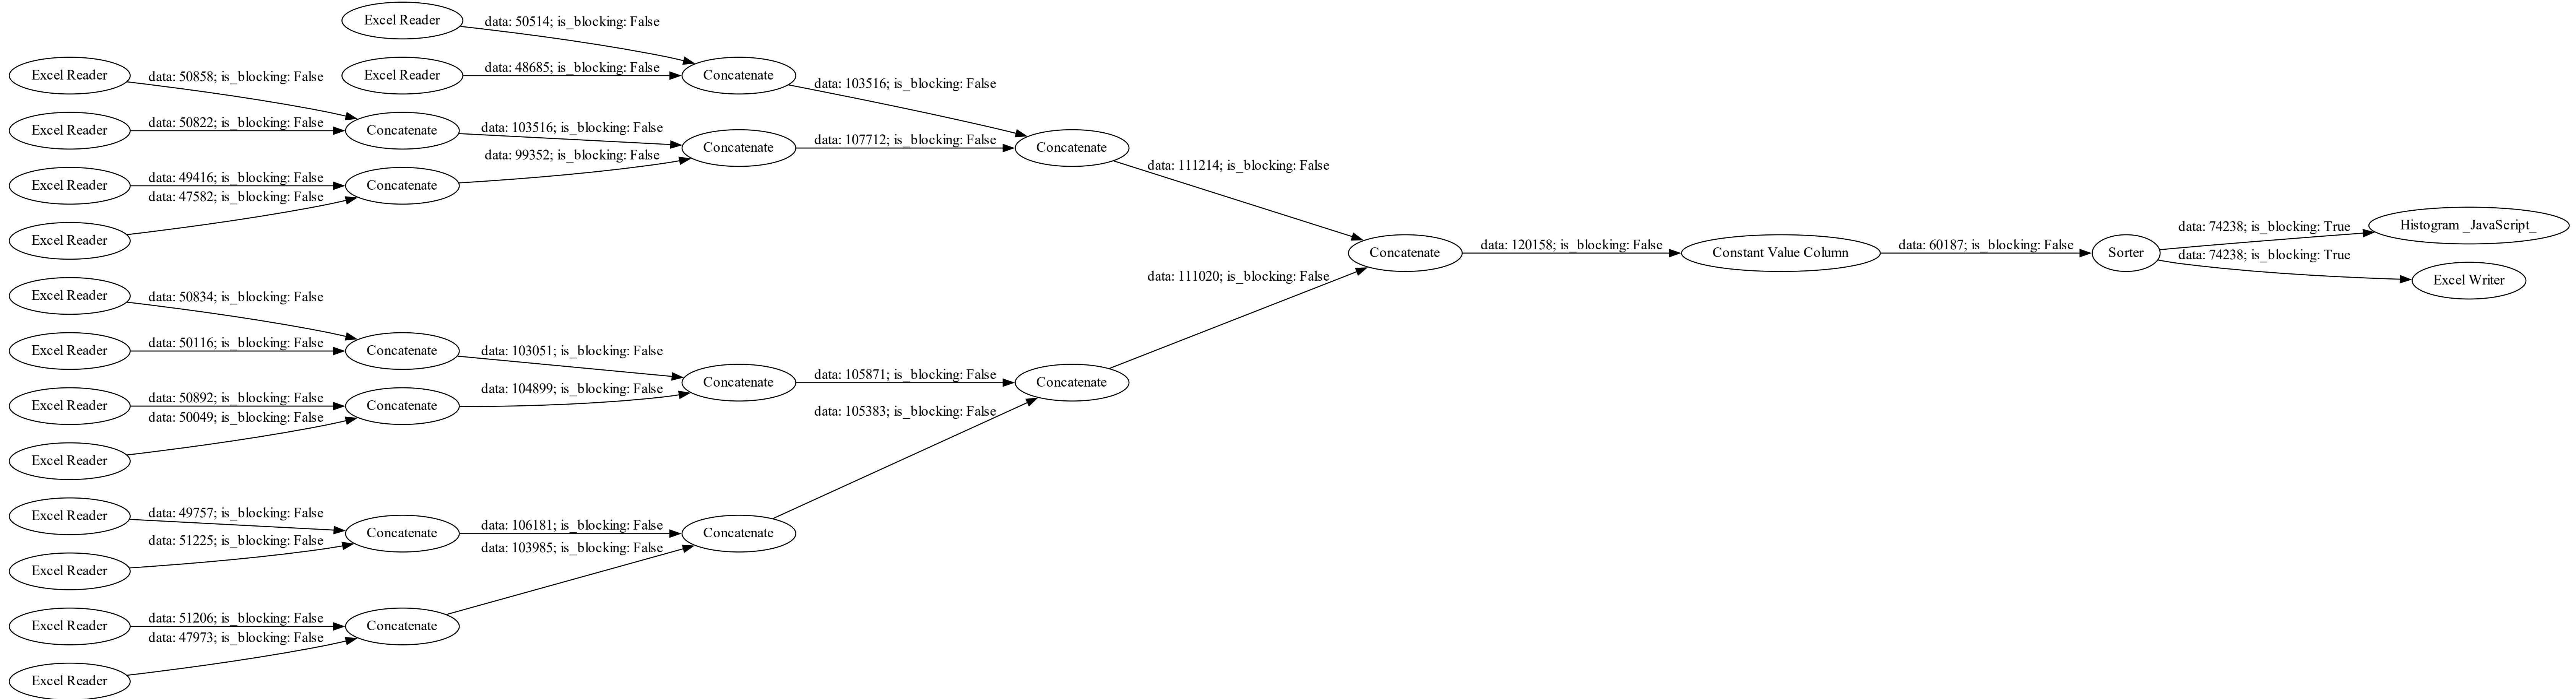 Excel Reader
data: 50514; is_blocking: False
Excel Reader
data: 50858; is_blocking: False
Excel Reader
data: 48685; is_blocking: False
Concatenate
data: 103516; is_blocking: False
Excel Reader
data: 50822; is_blocking: False
Concatenate
data: 103516; is_blocking: False
Concatenate
data: 107712; is_blocking: False
Concatenate
data: 99352; is_blocking: False
data: 111214; is_blocking: False
Excel Reader
data: 49416; is_blocking: False
Concatenate
data: 47582; is_blocking: False
Excel Reader
Concatenate
data: 120158; is_blocking: False
Constant Value Column
data: 60187; is_blocking: False
Sorter
data: 74238; is_blocking: True
Histogram _JavaScript_
data: 74238; is_blocking: True
Excel Writer
data: 111020; is_blocking: False
Excel Reader
data: 50834; is_blocking: False
Excel Reader
data: 50116; is_blocking: False
Concatenate
data: 103051; is_blocking: False
Concatenate
data: 105871; is_blocking: False
Concatenate
data: 104899; is_blocking: False
Excel Reader
data: 50892; is_blocking: False
Concatenate
data: 105383; is_blocking: False
data: 50049; is_blocking: False
Excel Reader
Excel Reader
data: 49757; is_blocking: False
Concatenate
data: 106181; is_blocking: False
Concatenate
data: 51225; is_blocking: False
data: 103985; is_blocking: False
Excel Reader
Excel Reader
data: 51206; is_blocking: False
Concatenate
data: 47973; is_blocking: False
Excel Reader